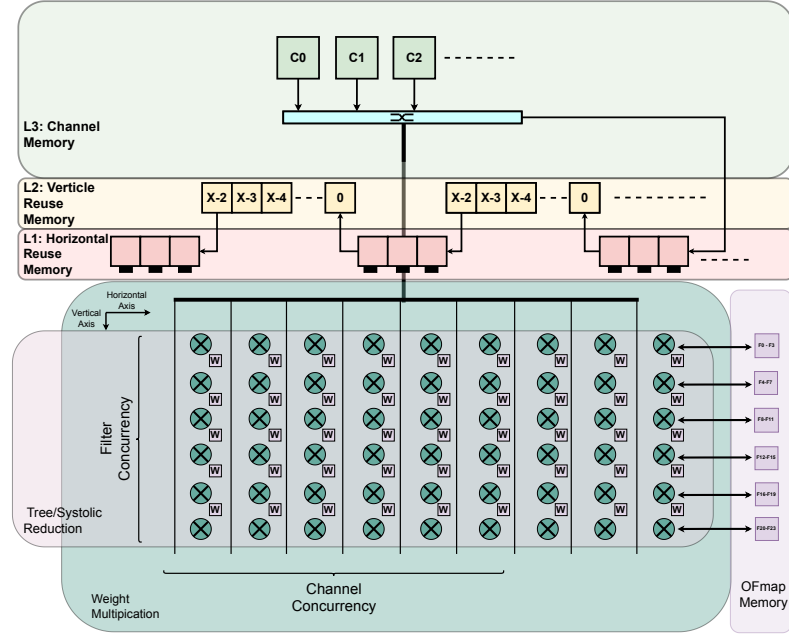 C0 C1 C2
L3: Channel
Memory
L2: Verticle
Reuse
Memory
X-2 X-3 X-4 0 X-2 X-3 X-4 0
L1: Horizontal
Reuse
Memory
Horizontal
Axis
Vertical
Axis
F0 - F3
W W W W W W W W W
F4-F7
W W W W W W W W W
F8-F11
W W W W W W W W W
F12-F15
W W W W W W W W W
F16-F19
W W W W W W W W W
F20-F23
Filter
Concurrency
Tree/Systolic
Reduction
Channel
Concurrency
Weight
Multipication
OFmap
Memory